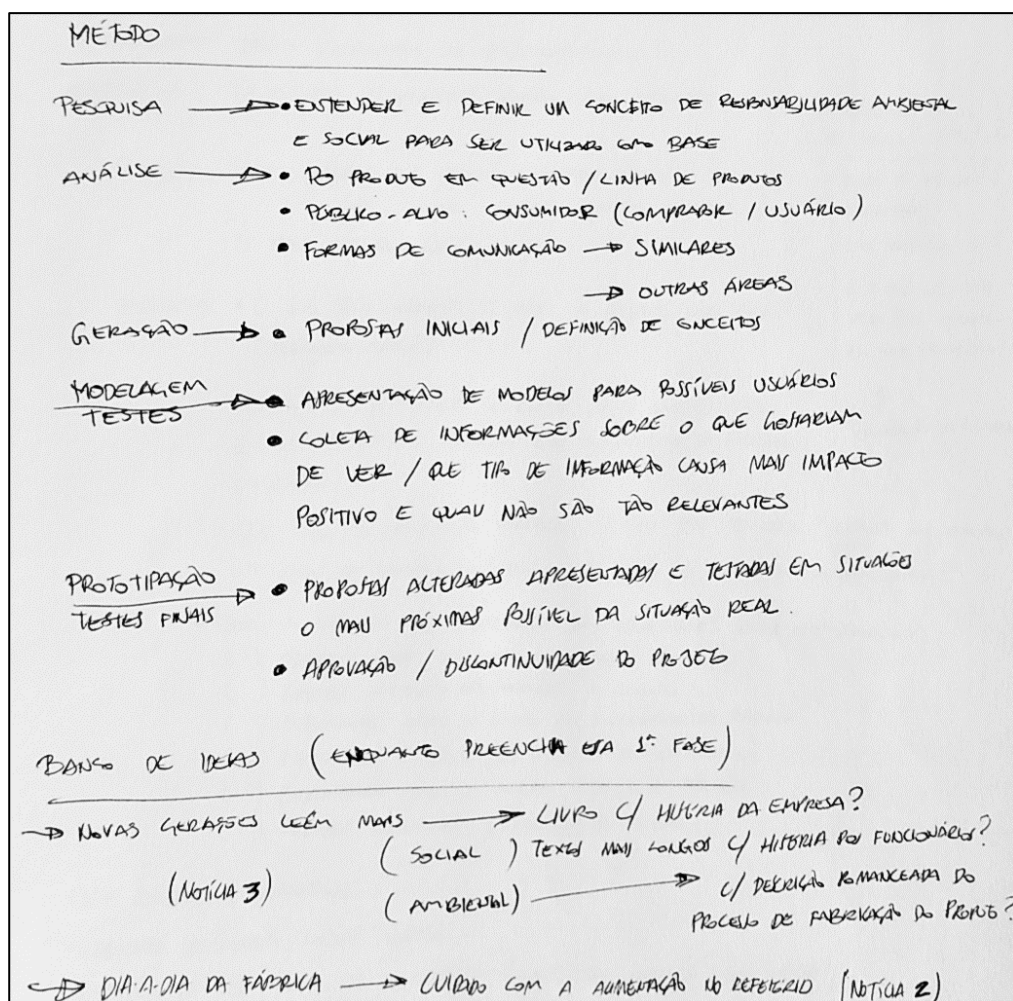 MÉTODO
PESQUISA → • ENTENDER E DEFINIR UM CONCEITO DE RESPONSABILIDADE AMBIENTAL
E SOCIAL PARA SER UTILIZADO COMO BASE
ANÁLISE → • DO PRODUTO EM QUESTÃO / LINHA DE PRODUTOS
• PÚBLICO-ALVO: CONSUMIDOR (COMPRADOR / USUÁRIO)
• FORMAS DE COMUNICAÇÃO → SIMILARES
→ OUTRAS ÁREAS
GERAÇÃO → • PROPOSTAS INICIAIS / DEFINIÇÃO DE CONCEITOS
MODELAGEM → • APRESENTAÇÃO DE MODELOS PARA POSSÍVEIS USUÁRIOS
TESTES
• COLETA DE INFORMAÇÕES SOBRE O QUE GOSTARIAM
DE VER / QUE TIPO DE INFORMAÇÃO CAUSA MAIS IMPACTO
POSITIVO E QUAIS NÃO SÃO TÃO RELEVANTES
PROTOTIPAÇÃO → • PROPOSTAS ALTERADAS APRESENTADAS E TESTADAS EM SITUAÇÕES
TESTES FINAIS
O MAIS PRÓXIMAS POSSÍVEL DA SITUAÇÃO REAL.
• APROVAÇÃO / DISCONTINUIDADE DO PROJETO
BANCO DE IDEIAS (ENQUANTO PREENCHIA ESSA 1ª FASE)
→ NOVAS GERAÇÕES LEÊM MAIS → LIVRO C/ HISTÓRIA DA EMPRESA?
(SOCIAL) TEXTOS MAIS LONGOS C/ HISTÓRIA DOS FUNCIONÁRIOS?
(NOTÍCIA 3) (AMBIENTAL) → C/ DESCRIÇÃO ROMANCEADA DO
PROCESSO DE FABRICAÇÃO DO PRODUTO?
→ DIA-A-DIA DA FÁBRICA → CUIDADO COM A ALIMENTAÇÃO NO REFEITÓRIO (NOTÍCIA 2)